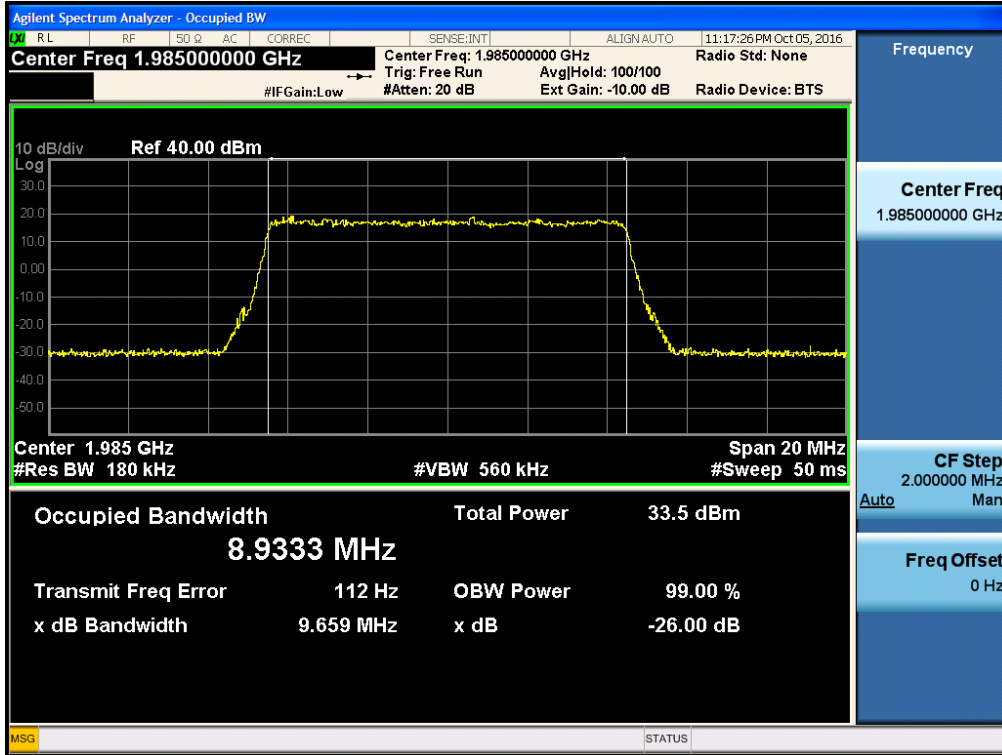 Agilent Spectrum Analyzer - Occupied BW
LXI RL RF 50 Ω AC CORREC SENSE:INT ALIGN AUTO 11:17:26 PM Oct 05, 2016
Center Freq 1.985000000 GHz
Center Freq: 1.985000000 GHz Radio Std: None
Trig: Free Run Avg|Hold: 100/100
#IFGain:Low #Atten: 20 dB Ext Gain: -10.00 dB Radio Device: BTS
10 dB/div Ref 40.00 dBm
Log
30.0
20.0
10.0
0.00
-10.0
-20.0
-30.0
-40.0
-50.0
Center 1.985 GHz Span 20 MHz
#Res BW 180 kHz #VBW 560 kHz #Sweep 50 ms
Occupied Bandwidth Total Power 33.5 dBm
8.9333 MHz
Transmit Freq Error 112 Hz OBW Power 99.00 %
x dB Bandwidth 9.659 MHz x dB -26.00 dB
MSG STATUS
Frequency
Center Freq
1.985000000 GHz
CF Step
2.000000 MHz
Auto Man
Freq Offset
0 Hz